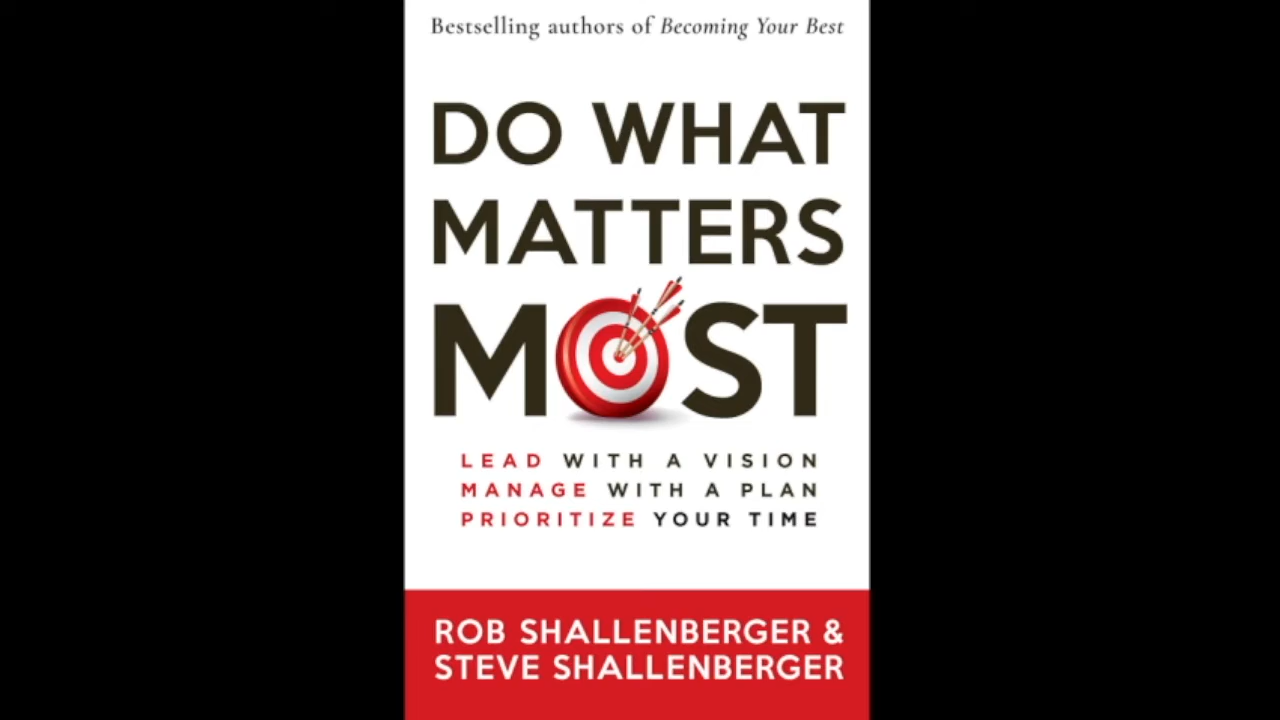 Bestselling authors of Becoming Your Best
DO WHAT
MATTERS
MOST
LEAD WITH A VISION
MANAGE WITH A PLAN
PRIORITIZE YOUR TIME
ROB SHALLENBERGER &
STEVE SHALLENBERGER